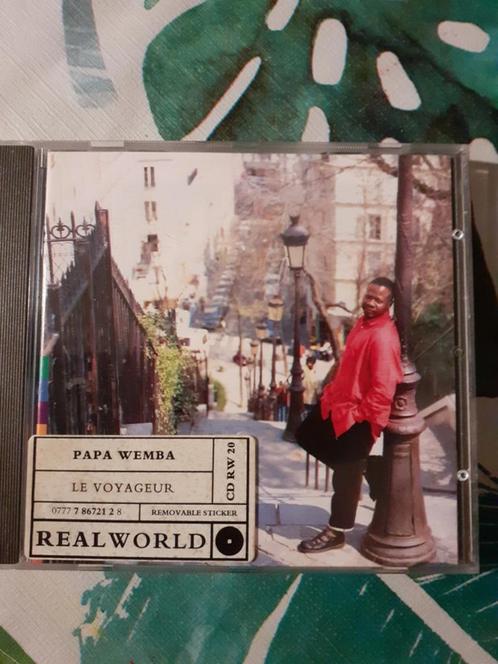 PAPA WEMBA
LE VOYAGEUR
CD RW 20
0777 7 86721 2 8
REMOVABLE STICKER
REALWORLD